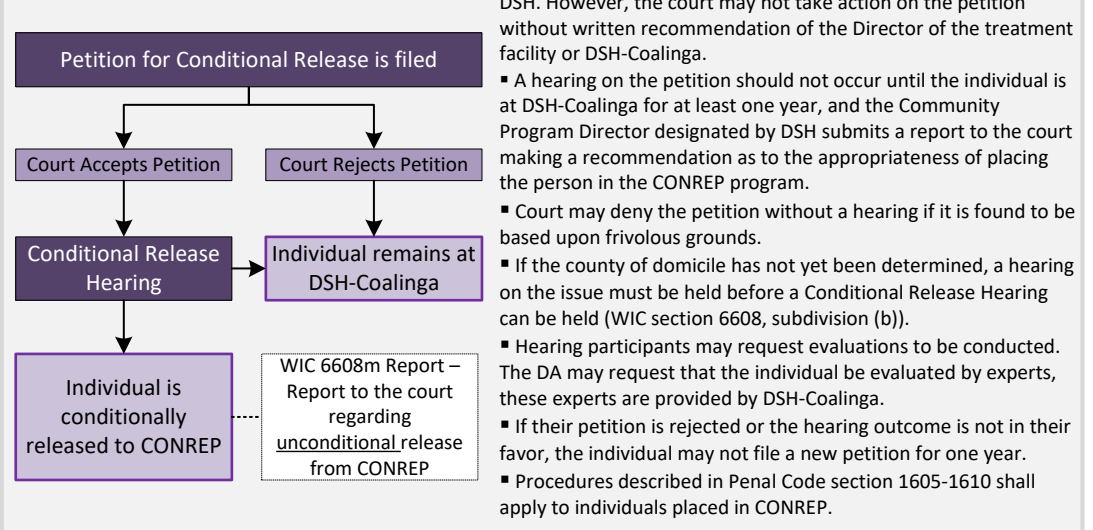 Petition for Conditional Release is filed
Court Accepts Petition
Court Rejects Petition
Conditional Release
Hearing
Individual remains at
DSH-Coalinga
Individual is
conditionally
released to CONREP
WIC 6608m Report –
Report to the court
regarding
unconditional release
from CONREP
DSH. However, the court may not take action on the petition
without written recommendation of the Director of the treatment
facility or DSH-Coalinga.
▪ A hearing on the petition should not occur until the individual is
at DSH-Coalinga for at least one year, and the Community
Program Director designated by DSH submits a report to the court
making a recommendation as to the appropriateness of placing
the person in the CONREP program.
▪ Court may deny the petition without a hearing if it is found to be
based upon frivolous grounds.
▪ If the county of domicile has not yet been determined, a hearing
on the issue must be held before a Conditional Release Hearing
can be held (WIC section 6608, subdivision (b)).
▪ Hearing participants may request evaluations to be conducted.
The DA may request that the individual be evaluated by experts,
these experts are provided by DSH-Coalinga.
▪ If their petition is rejected or the hearing outcome is not in their
favor, the individual may not file a new petition for one year.
▪ Procedures described in Penal Code section 1605-1610 shall
apply to individuals placed in CONREP.